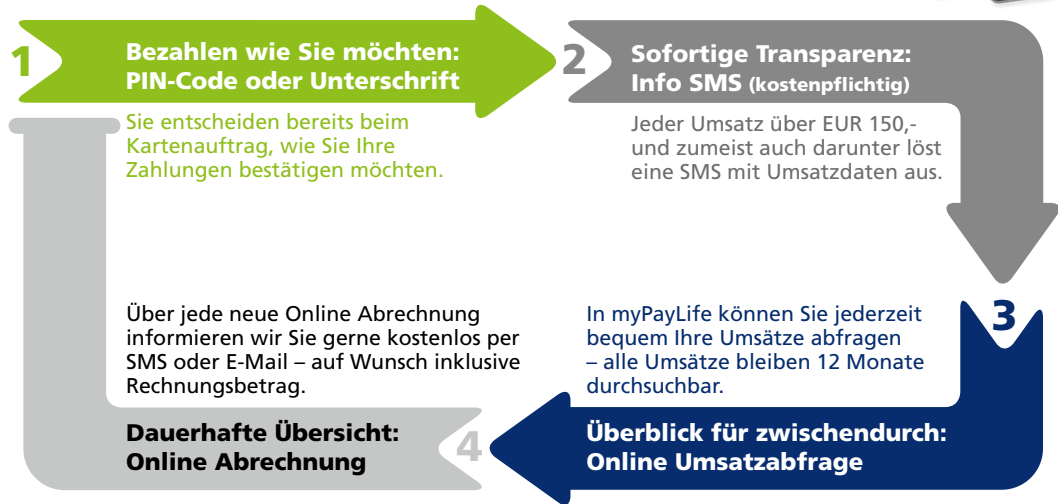 1
Bezahlen wie Sie möchten:
PIN-Code oder Unterschrift
Sie entscheiden bereits beim
Kartenauftrag, wie Sie Ihre
Zahlungen bestätigen möchten.
2
Sofortige Transparenz:
Info SMS (kostenpflichtig)
Jeder Umsatz über EUR 150,-
und zumeist auch darunter löst
eine SMS mit Umsatzdaten aus.
3
In myPayLife können Sie jederzeit
bequem Ihre Umsätze abfragen
– alle Umsätze bleiben 12 Monate
durchsuchbar.
Überblick für zwischendurch:
Online Umsatzabfrage
4
Über jede neue Online Abrechnung
informieren wir Sie gerne kostenlos per
SMS oder E-Mail – auf Wunsch inklusive
Rechnungsbetrag.
Dauerhafte Übersicht:
Online Abrechnung